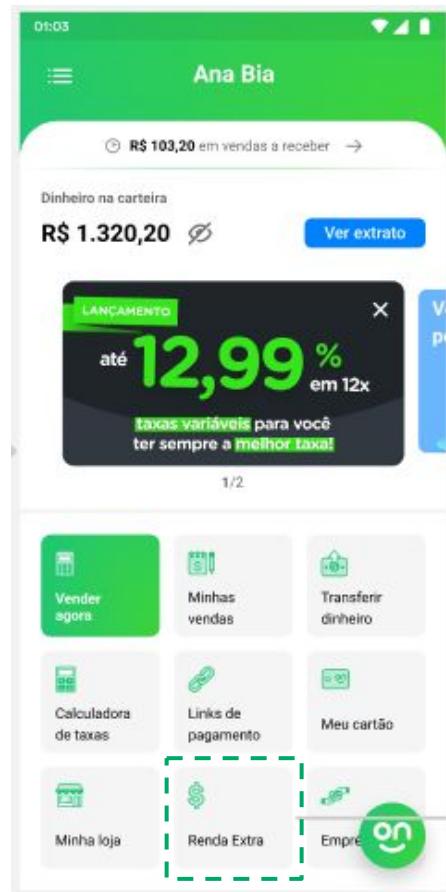 01:03
Ana Bia
R$ 103,20 em vendas a receber →
Dinheiro na carteira
R$ 1.320,20
Ver extrato
LANÇAMENTO
até 12,99 % em 12x
taxas variáveis para você
ter sempre a melhor taxa!
1/2
Vender agora
Minhas vendas
Transferir dinheiro
Calculadora de taxas
Links de pagamento
Meu cartão
Minha loja
Renda Extra
on